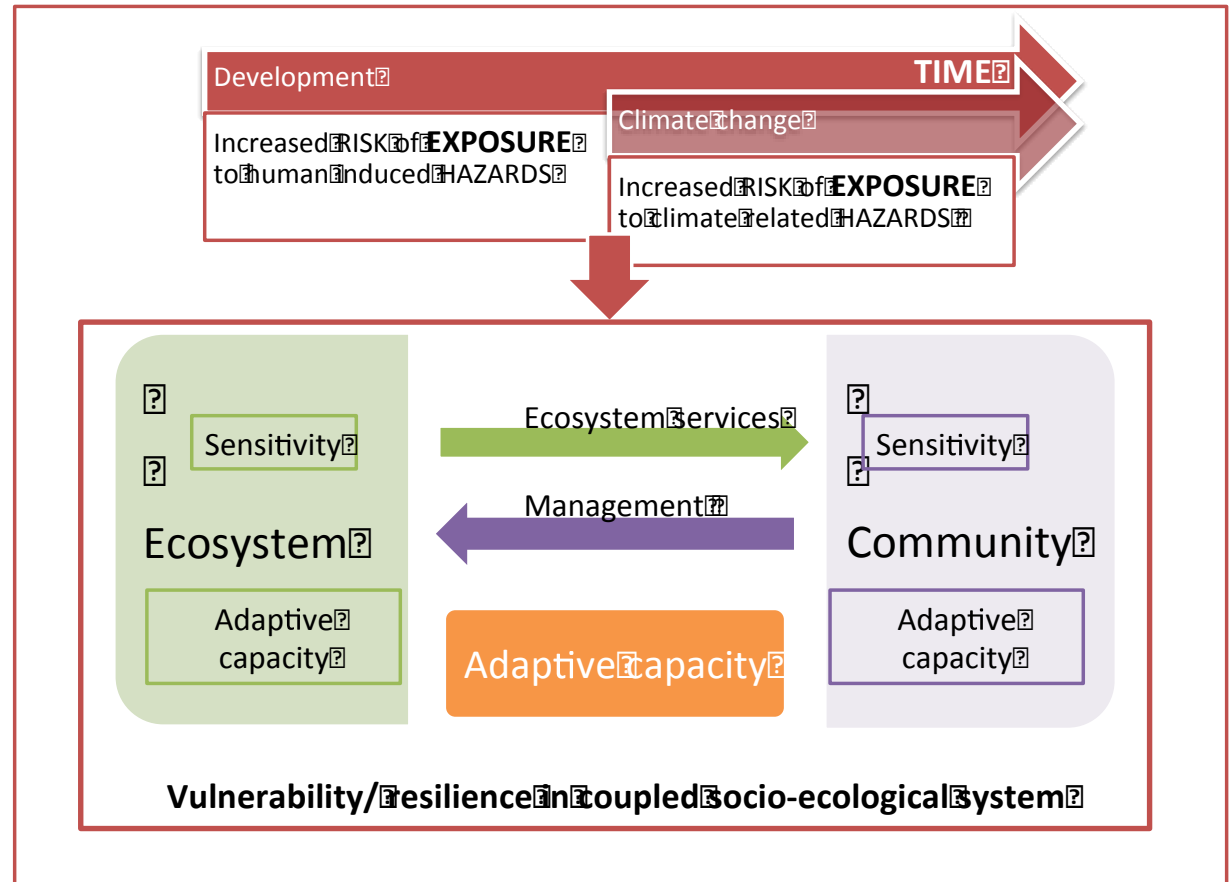 Development⍰
TIME⍰
Increased⍰RISK⍰of⍰EXPOSURE⍰
to⍰human⍰induced⍰HAZARDS⍰
Climate⍰change⍰
Increased⍰RISK⍰of⍰EXPOSURE⍰
to⍰climate⍰related⍰HAZARDS⍰⍰
⍰
Sensitivity⍰
⍰
Ecosystem⍰
Adaptive⍰
capacity⍰
Ecosystem⍰services⍰
Management⍰⍰
Adaptive⍰capacity⍰
⍰
Sensitivity⍰
⍰
Community⍰
Adaptive⍰
capacity⍰
Vulnerability/⍰resilience⍰in⍰coupled⍰socio-ecological⍰system⍰